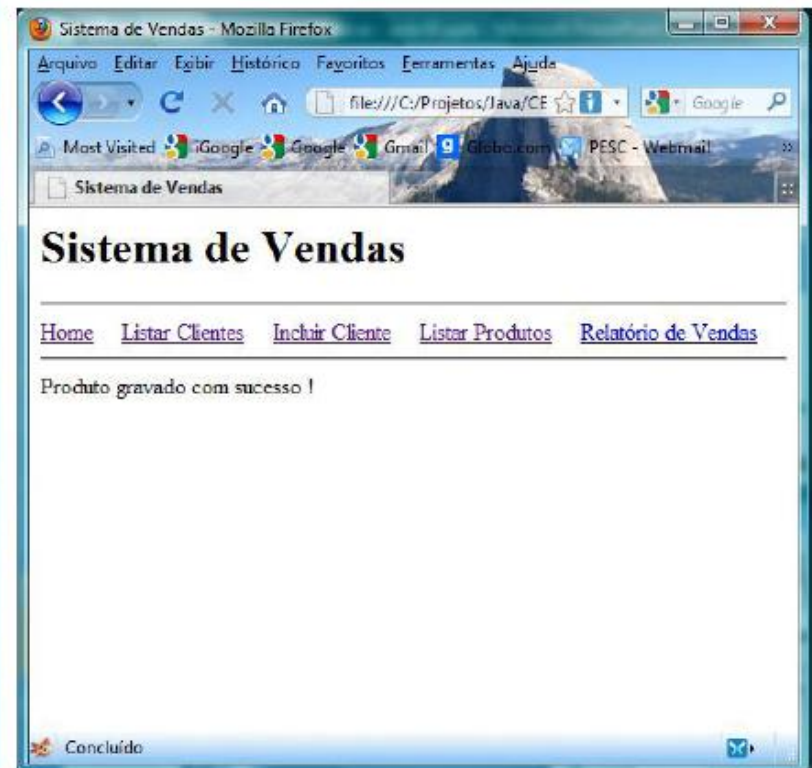 Sistema de Vendas - Mozilla Firefox
Arquivo Editar Exibir Histórico Favoritos Ferramentas Ajuda
file:///C:/Projetos/Java/CE Google
Most Visited iGoogle Google Gmail Globo.com PESC - Webmail
Sistema de Vendas
Sistema de Vendas
Home Listar Clientes Incluir Cliente Listar Produtos Relatório de Vendas
Produto gravado com sucesso !
Concluído